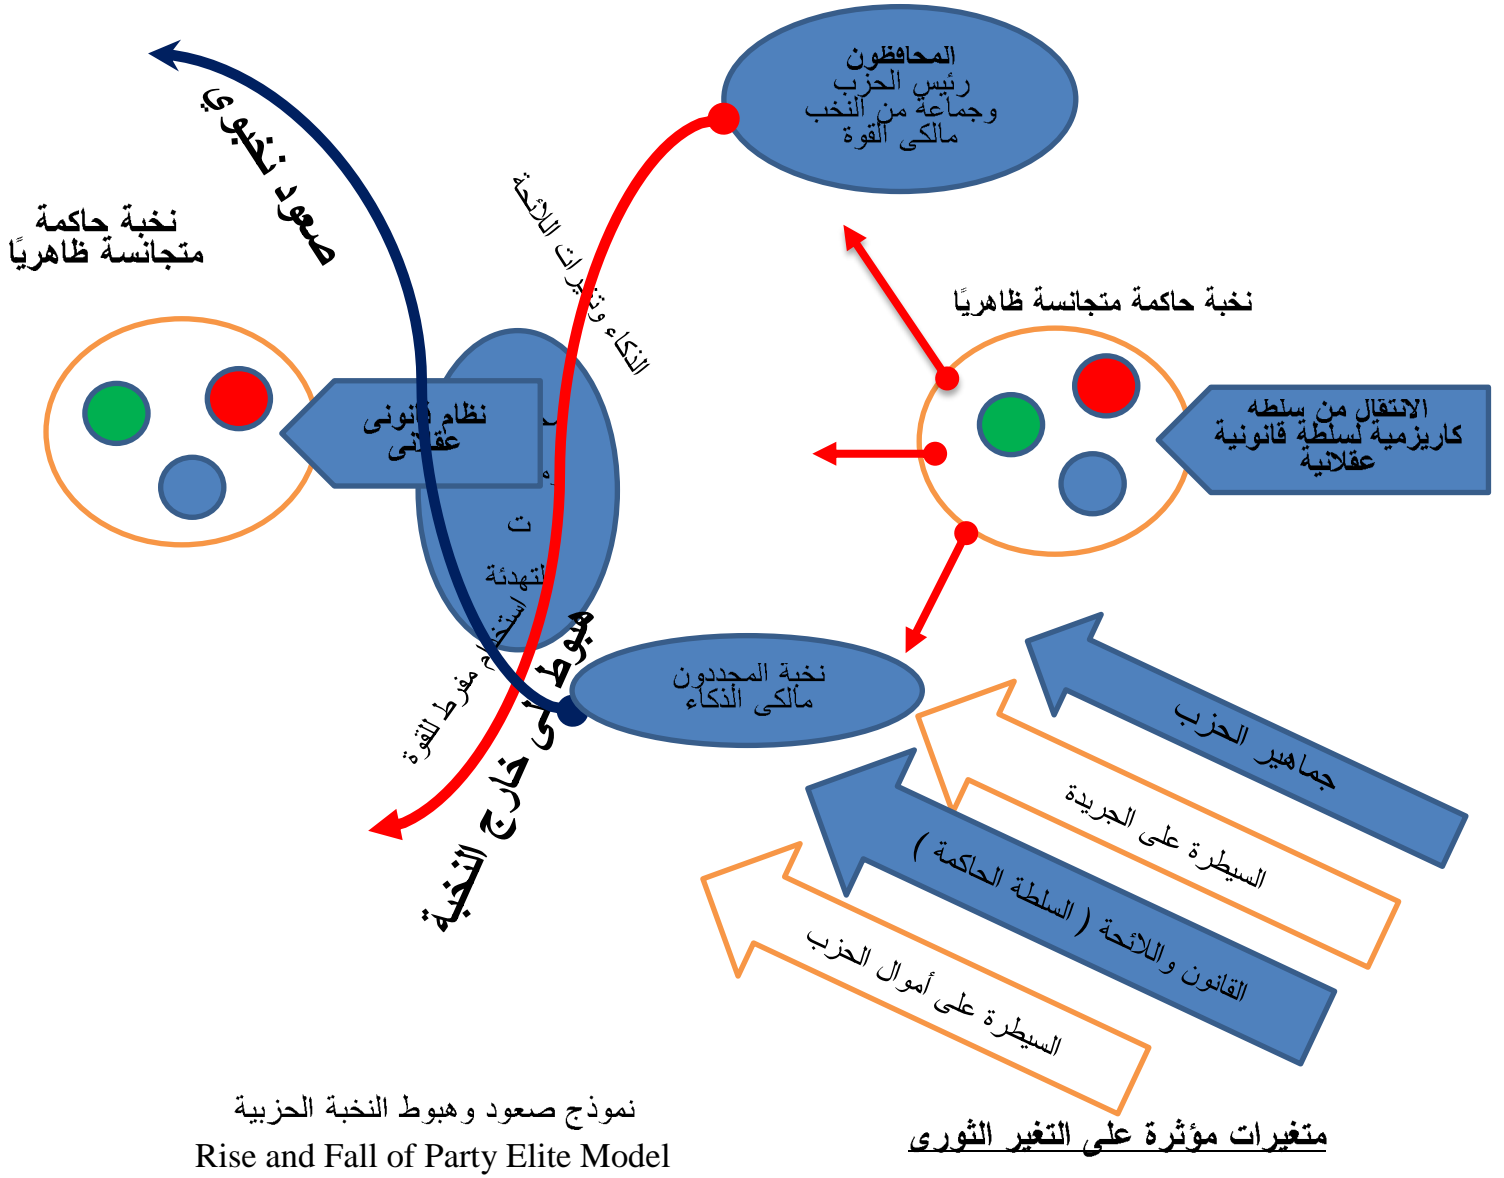 المحافظون
رئيس الحزب
وجماعة من النخب
مالكى القوة
صعود نخبوي
الذكاء وتغيرات اللائحة
نخبة حاكمة
متجانسة ظاهريًا
نخبة حاكمة متجانسة ظاهريًا
الانتقال من سلطه
كاريزمية لسلطة قانونية
عقلانية
نظام قانونى
عقلانى
ت
التهدئة
استخدام مفرط للقوة
هبوط إلى خارج النخبة
نخبة المجددون
مالكى الذكاء
جماهير الحزب
السيطرة على الجريدة
القانون واللائحة ( السلطة الحاكمة )
السيطرة على أموال الحزب
نموذج صعود وهبوط النخبة الحزبية
Rise and Fall of Party Elite Model
متغيرات مؤثرة على التغير الثورى